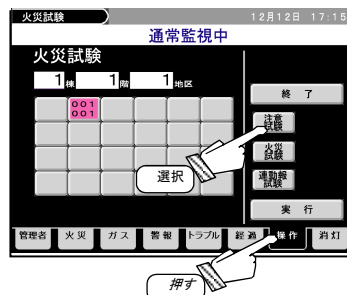 火災試験
12月12日 17:15
通常監視中
火災試験
1棟 1階 1地区
001
001
終 了
注意
試験
火災
試験
連動報
試験
選択
実 行
管理者 火 災 ガ ス 警 報 トラブル 経 過 操 作 消 灯
押す